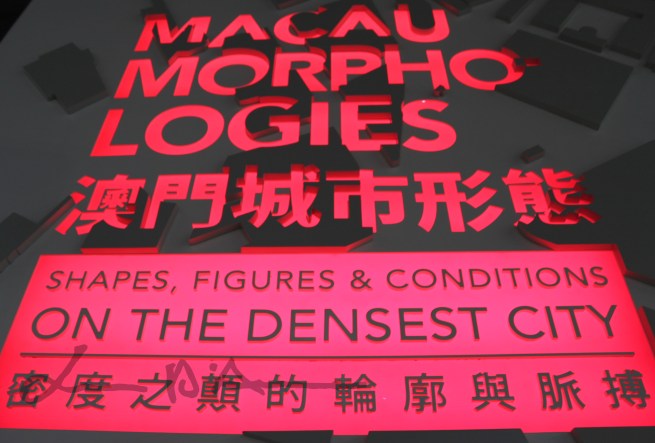 MACAU
MORPHO-
LOGIES
澳門城市形態
SHAPES, FIGURES & CONDITIONS
ON THE DENSEST CITY
密度之顛的輪廓與脈搏